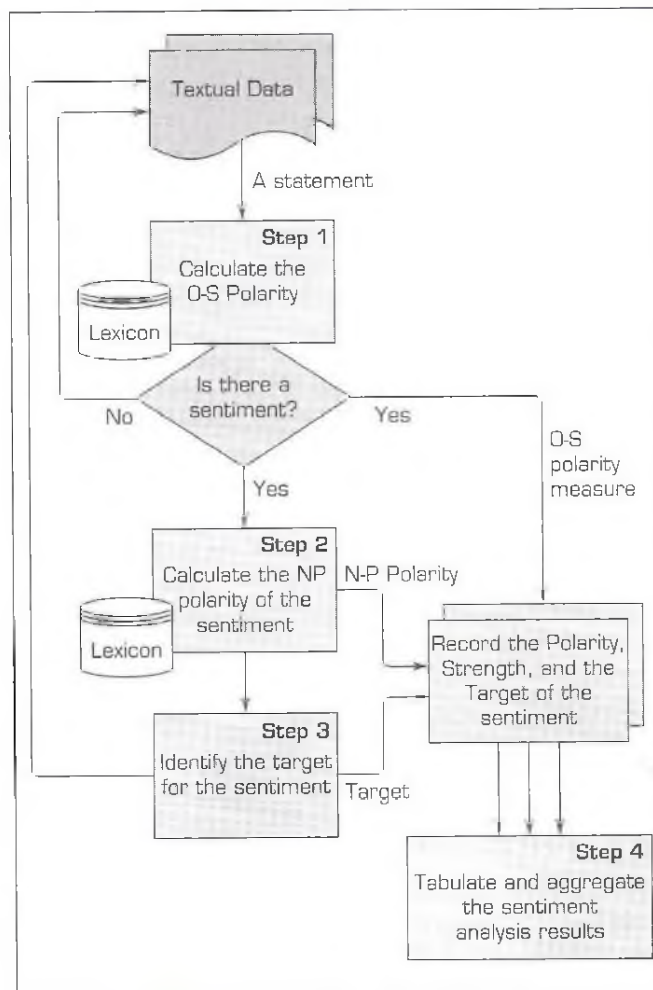 Textual Data
A statement
Step 1
Calculate the
O-S Polarity
Lexicon
Is there a
sentiment?
No
Yes
Yes
O-S
polarity
measure
Step 2
Calculate the NP
polarity of the
sentiment
Lexicon
N-P Polarity
Record the Polarity,
Strength, and the
Target of the
sentiment
Step 3
Identify the target
for the sentiment
Target
Step 4
Tabulate and aggregate
the sentiment
analysis results